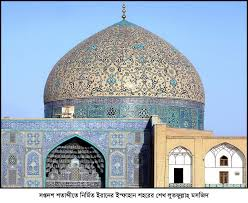 সপ্তদশ শতাব্দীতে নির্মিত ইরানের ইস্পাহান শহরের শেখ লুতফুল্লাহ মসজিদ